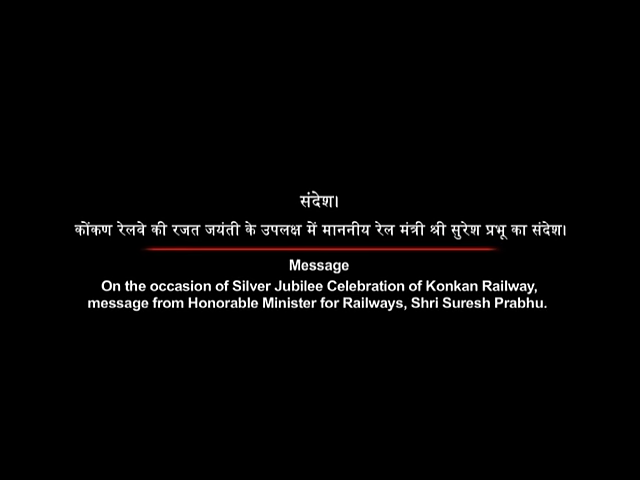 संदेश।
कोंकण रेलवे की रजत जयंती के उपलक्ष में माननीय रेल मंत्री श्री सुरेश प्रभू का संदेश।
Message
On the occasion of Silver Jubilee Celebration of Konkan Railway,
message from Honorable Minister for Railways, Shri Suresh Prabhu.